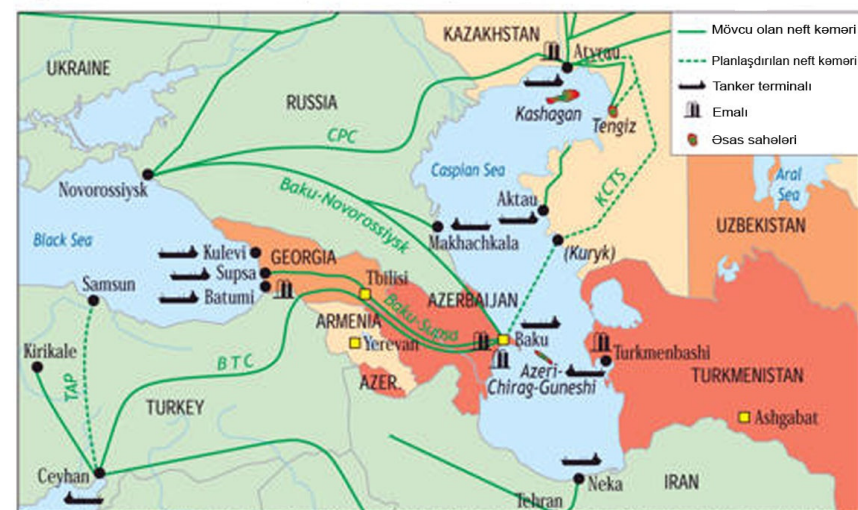 Mövcu olan neft kəməri
Planlaşdırılan neft kəməri
Tanker terminalı
Emalı
Əsas sahələri
KAZAKHSTAN
Atyrau
UKRAINE
RUSSIA
Kashagan
Tengiz
CPC
Caspian Sea
Aral
Sea
Novorossiysk
Baku-Novorossiysk
Aktau
KCTS
UZBEKISTAN
Makhachkala
(Kuryk)
Black Sea
Kulevi
GEORGIA
Supsa
Tbilisi
Samsun
Batumi
AZERBAIJAN
Baku-Supsa
ARMENIA
Baku
Kirikale
Yerevan
Azeri-
Chirag-Guneshi
Turkmenbashi
BTC
TAP
AZER.
TURKMENISTAN
TURKEY
Ashgabat
Ceyhan
Neka
IRAN
Tehran